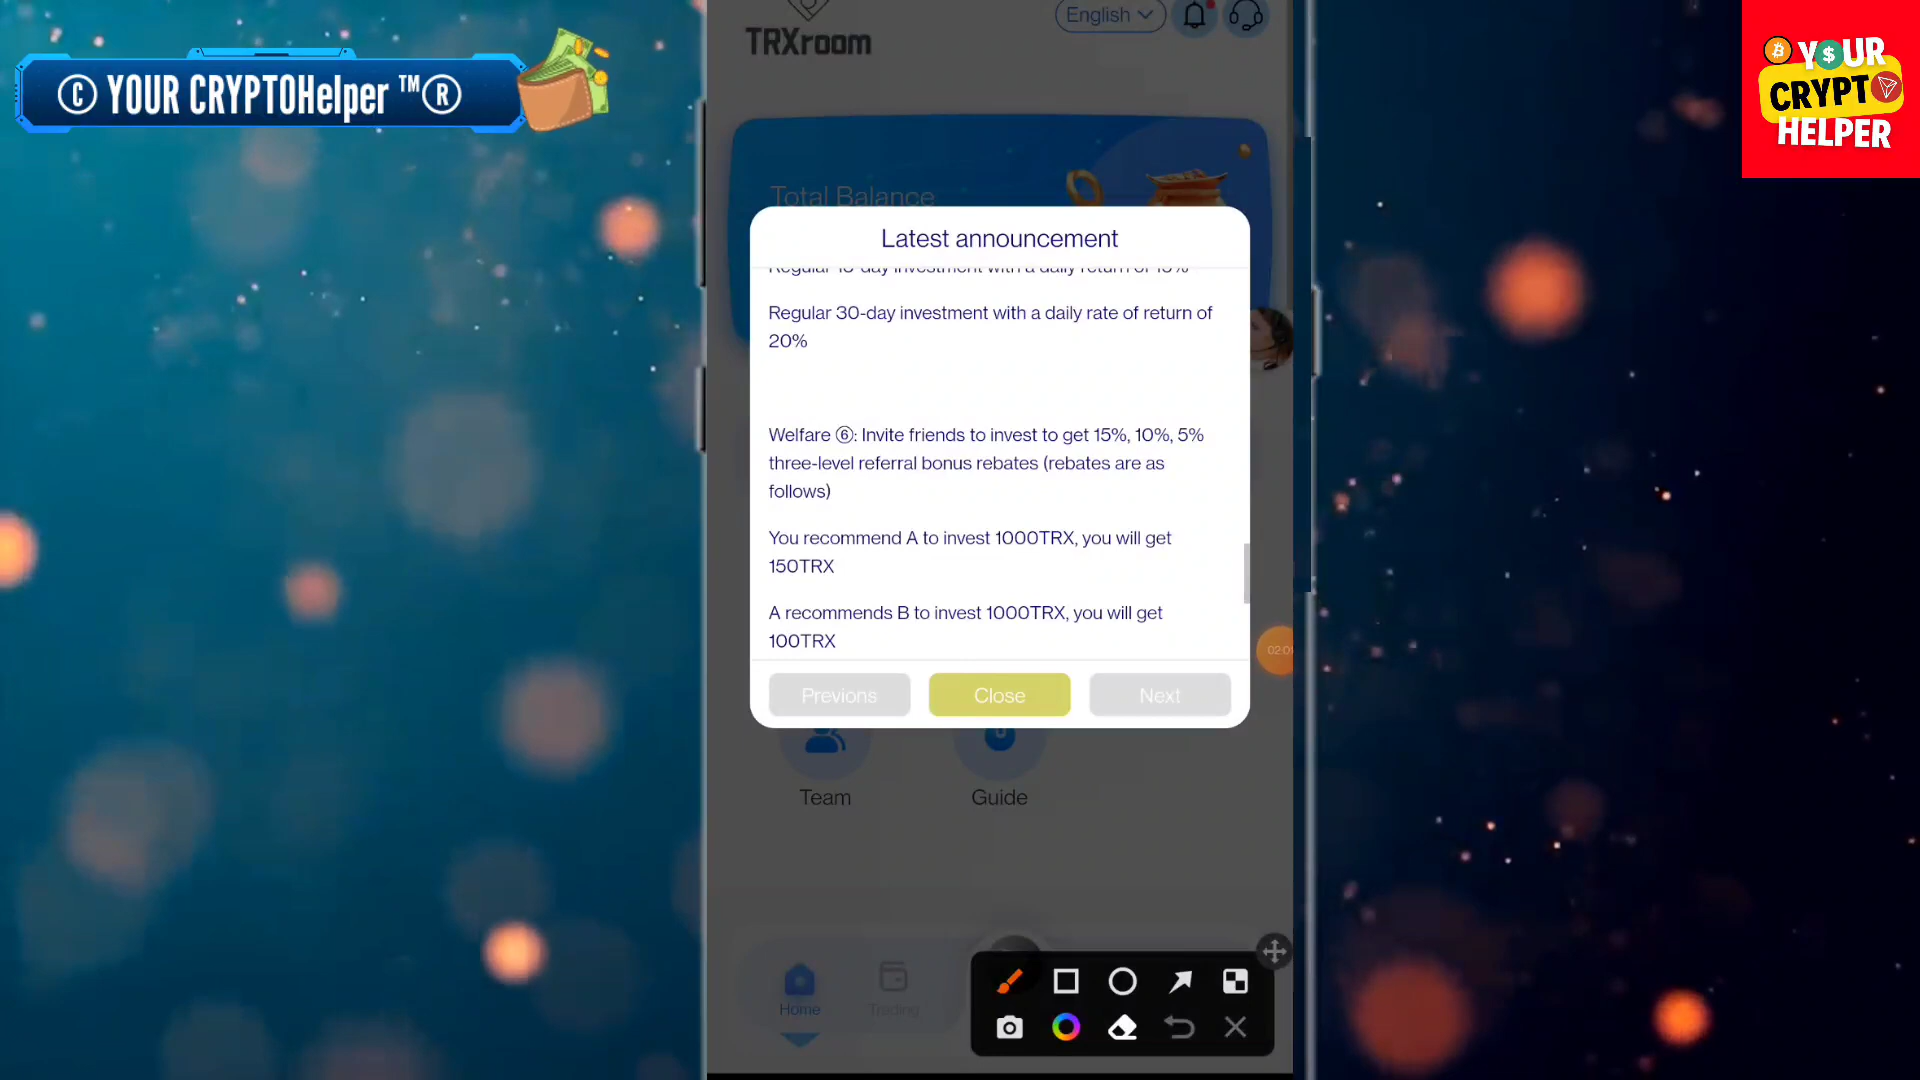 © YOUR CRYPTOHelper ™®
YOUR
CRYPT
HELPER
English
TRXroom
Total Balance
Latest announcement
Regular 30-day investment with a daily rate of return of
20%
Welfare ⑥: Invite friends to invest to get 15%, 10%, 5%
three-level referral bonus rebates (rebates are as
follows)
You recommend A to invest 1000TRX, you will get
150TRX
A recommends B to invest 1000TRX, you will get
100TRX
Previons
Close
Next
Team
Guide
Home
Trading